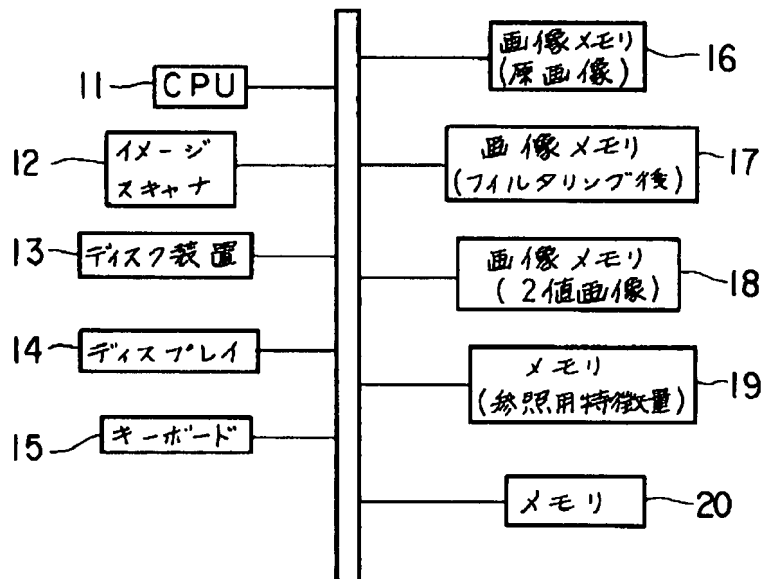 11
CPU
12
イメージ
スキャナ
13
ディスク装置
14
ディスプレイ
15
キーボード
画像メモリ
(原画像)
16
画像メモリ
(フィルタリング後)
17
画像メモリ
(2値画像)
18
メモリ
(参照用特徴量)
19
メモリ
20